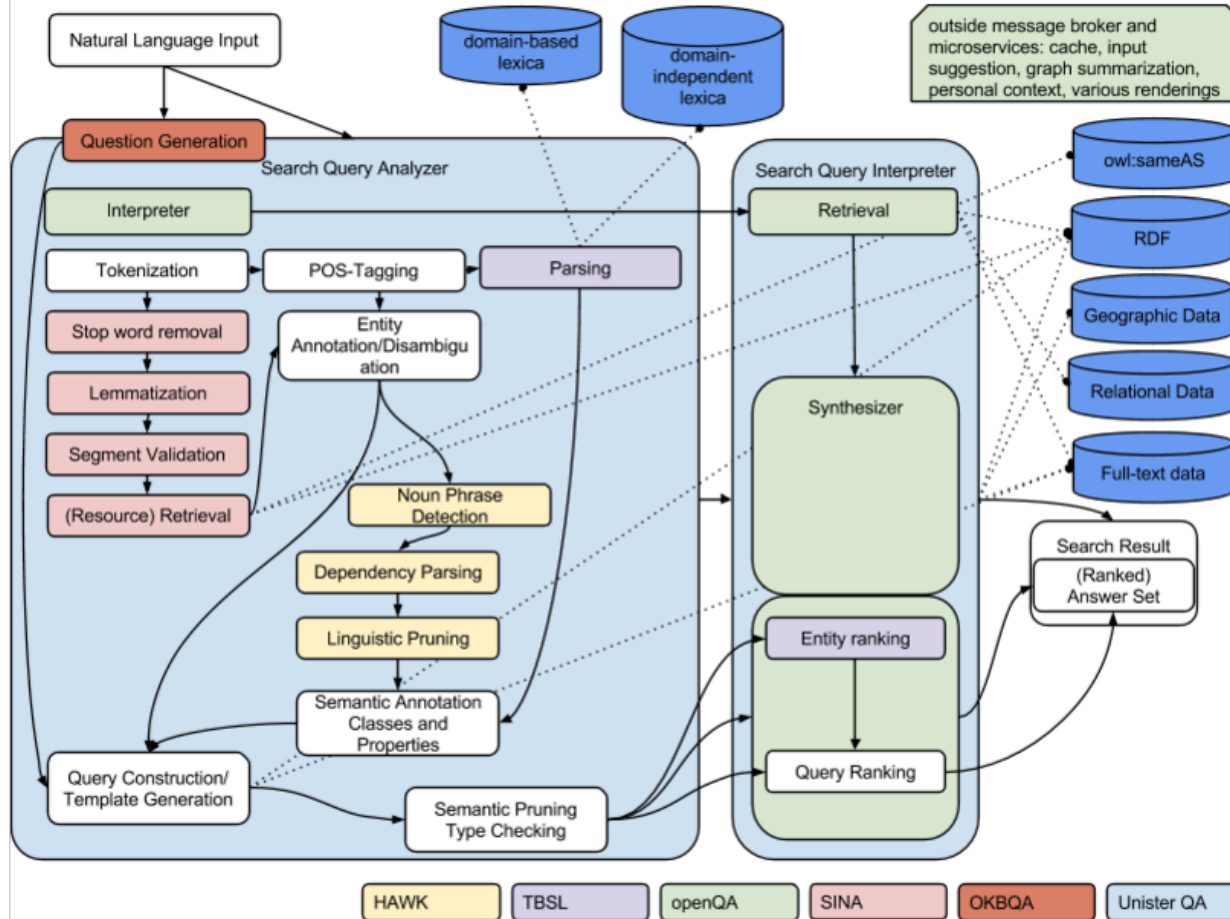 Natural Language Input
domain-based
lexica
domain-
independent
lexica
outside message broker and
microservices: cache, input
suggestion, graph summarization,
personal context, various renderings
Question Generation
Search Query Analyzer
Search Query Interpreter
owl:sameAS
Interpreter
Retrieval
RDF
Tokenization
POS-Tagging
Parsing
Stop word removal
Entity
Annotation/Disambigu
ation
Geographic Data
Lemmatization
Synthesizer
Relational Data
Segment Validation
Full-text data
(Resource) Retrieval
Noun Phrase
Detection
Search Result
(Ranked)
Answer Set
Dependency Parsing
Linguistic Pruning
Entity ranking
Semantic Annotation
Classes and
Properties
Query Construction/
Template Generation
Query Ranking
Semantic Pruning
Type Checking
HAWK
TBSL
openQA
SINA
OKBQA
Unister QA